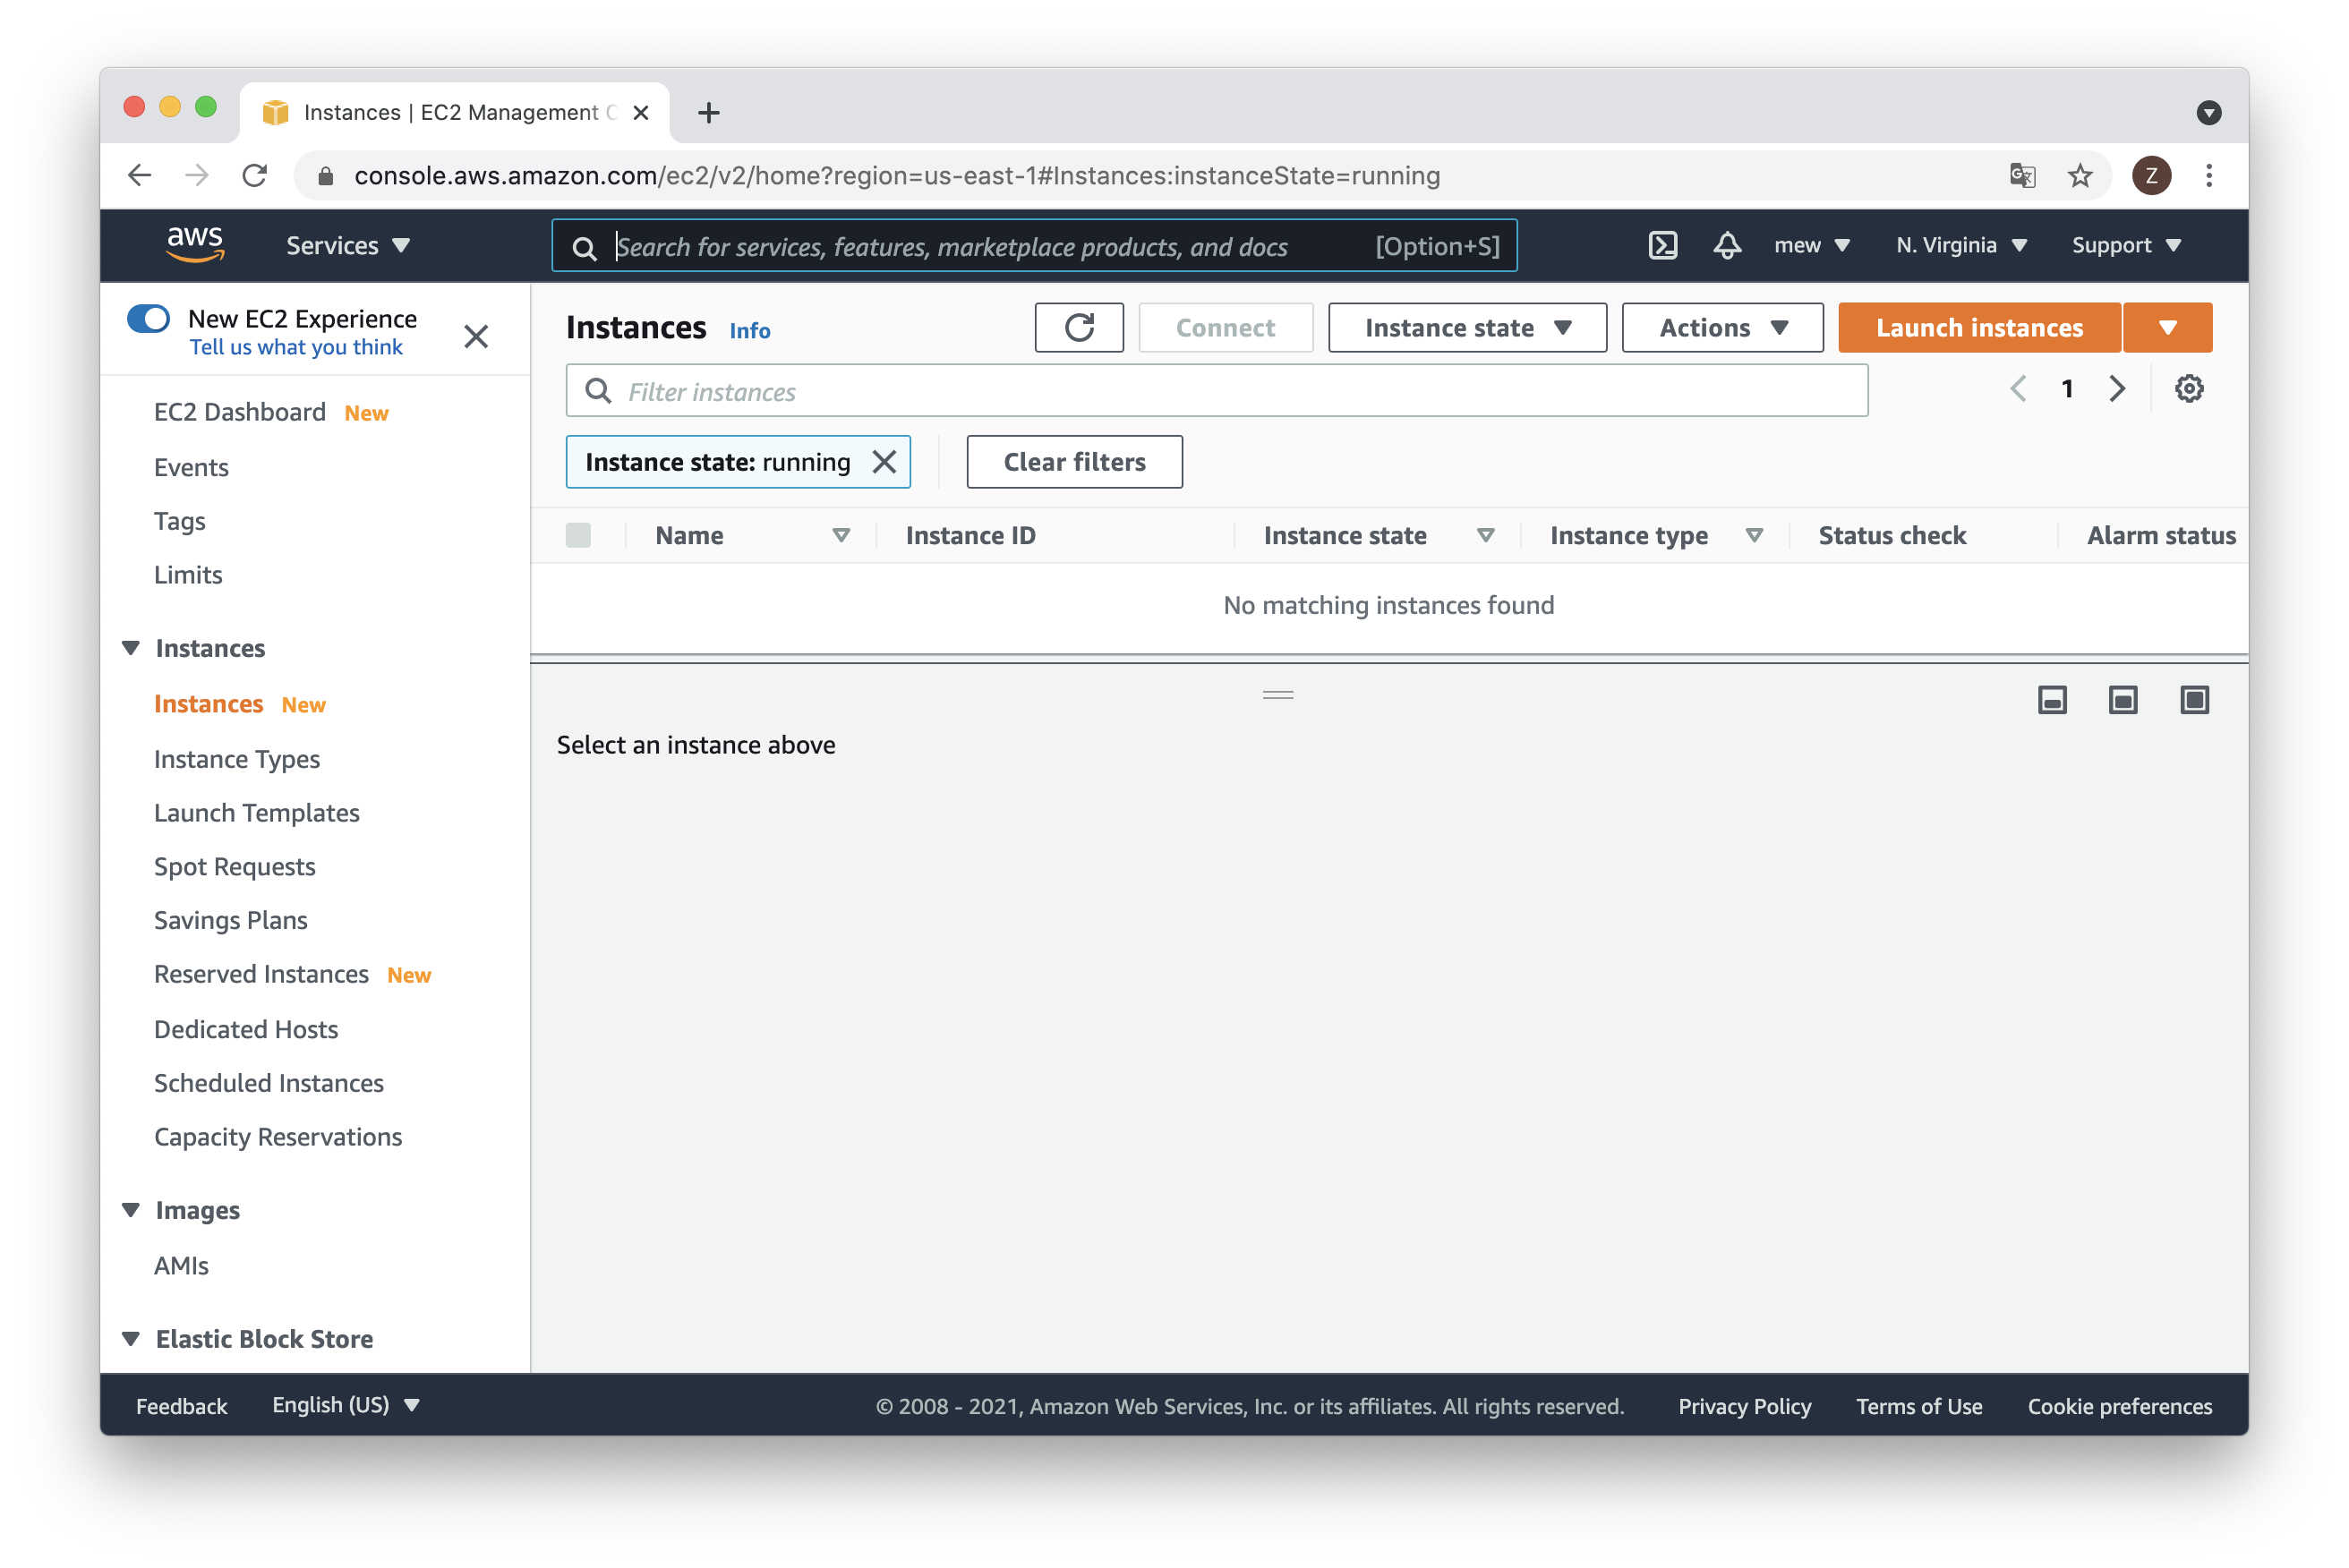 Instances | EC2 Management
console.aws.amazon.com/ec2/v2/home?region=us-east-1#Instances:instanceState=running
Z
aws
Services
Search for services, features, marketplace products, and docs
[Option+S]
mew
N. Virginia
Support
New EC2 Experience
Tell us what you think
EC2 Dashboard New
Events
Tags
Limits
Instances
Instances New
Instance Types
Launch Templates
Spot Requests
Savings Plans
Reserved Instances New
Dedicated Hosts
Scheduled Instances
Capacity Reservations
Images
AMIs
Elastic Block Store
Instances Info
Connect
Instance state
Actions
Launch instances
Filter instances
1
Instance state: running
Clear filters
Name
Instance ID
Instance state
Instance type
Status check
Alarm status
No matching instances found
Select an instance above
Feedback
English (US)
© 2008 - 2021, Amazon Web Services, Inc. or its affiliates. All rights reserved.
Privacy Policy
Terms of Use
Cookie preferences